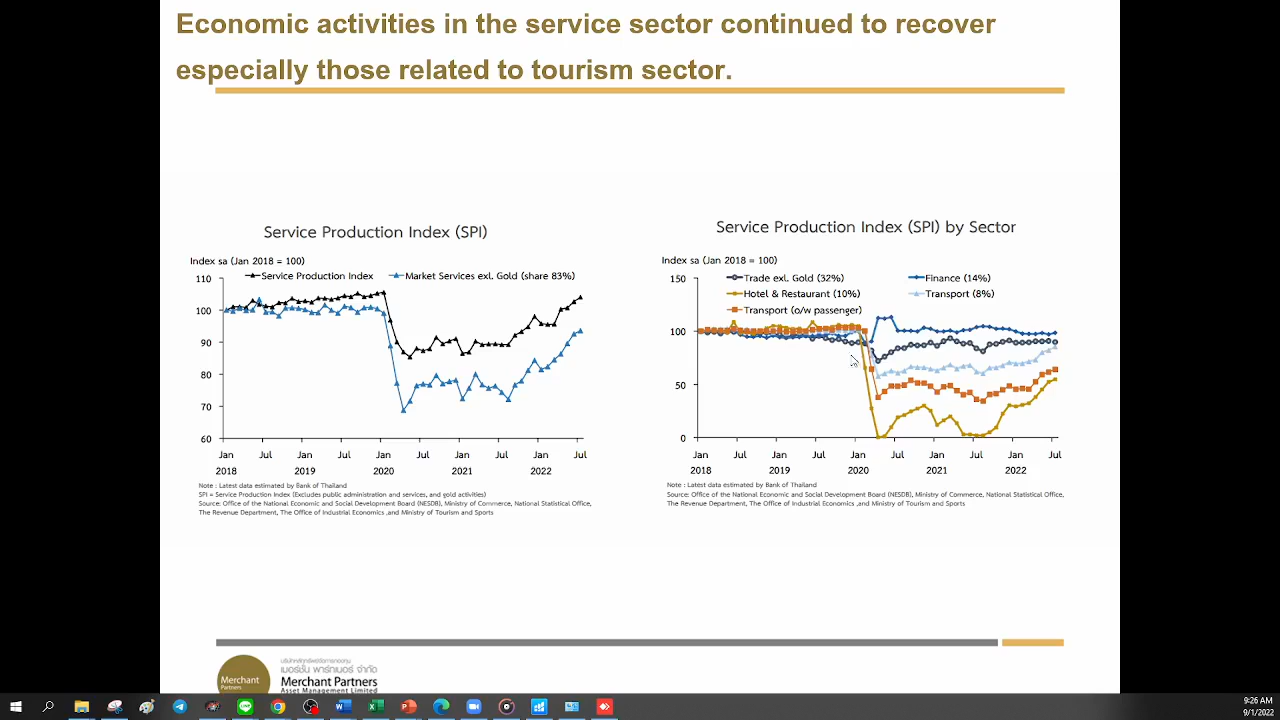 Economic activities in the service sector continued to recover
especially those related to tourism sector.
Service Production Index (SPI)
Index sa (Jan 2018 = 100)
Service Production Index
Market Services exl. Gold (share 83%)
110
100
90
80
70
60
Jan Jul Jan Jul Jan Jul Jan Jul Jan Jul
2018 2019 2020 2021 2022
Note : Latest data estimated by Bank of Thailand
SPI = Service Production Index (Excludes public administration and services, and gold activities)
Source: Office of the National Economic and Social Development Board (NESDB), Ministry of Commerce, National Statistical Office,
The Revenue Department, The Office of Industrial Economics ,and Ministry of Tourism and Sports
Service Production Index (SPI) by Sector
Index sa (Jan 2018 = 100)
Trade exl. Gold (32%)
Finance (14%)
Hotel & Restaurant (10%)
Transport (8%)
Transport (o/w passenger)
150
100
50
0
Jan Jul Jan Jul Jan Jul Jan Jul Jan Jul
2018 2019 2020 2021 2022
Note : Latest data estimated by Bank of Thailand
Source: Office of the National Economic and Social Development Board (NESDB), Ministry of Commerce, National Statistical Office,
The Revenue Department, The Office of Industrial Economics ,and Ministry of Tourism and Sports
Merchant
Partners
บริษัทหลักทรัพย์จัดการกองทุน
เมอร์ชั่น พาร์ทเนอร์ จำกัด
Merchant Partners
Asset Management Limited
9:26 AM
9/1/2022